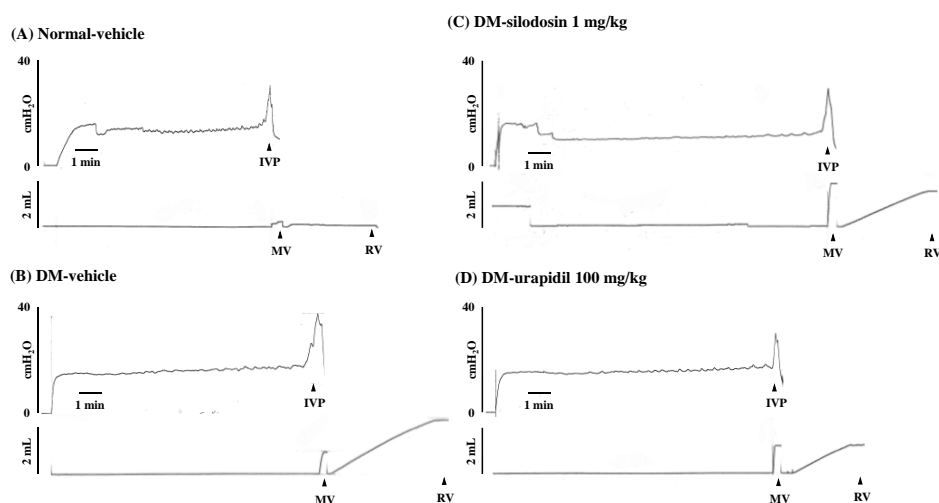 (A) Normal-vehicle
40
cmH2O
0
1 min
IVP
2 mL
MV
RV
(B) DM-vehicle
40
cmH2O
0
1 min
IVP
2 mL
MV
RV
(C) DM-silodosin 1 mg/kg
40
cmH2O
0
1 min
IVP
2 mL
MV
RV
(D) DM-urapidil 100 mg/kg
40
cmH2O
0
1 min
IVP
2 mL
MV
RV